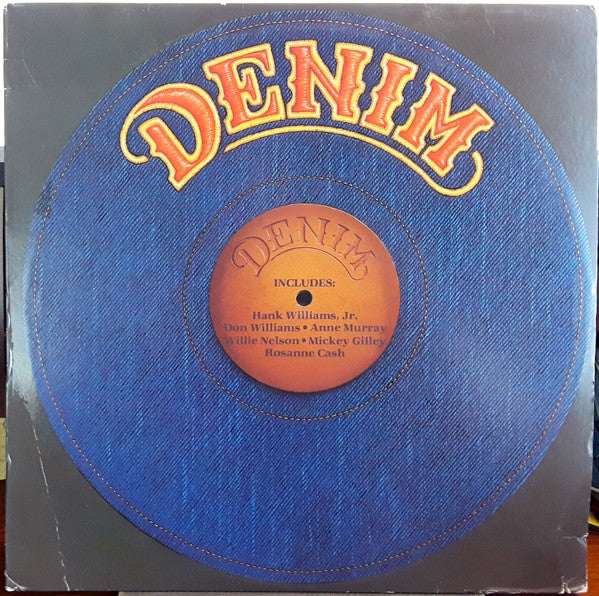 DENIM
DENIM
INCLUDES:
Hank Williams, Jr.
Don Williams • Anne Murray
Willie Nelson • Mickey Gilley
Rosanne Cash